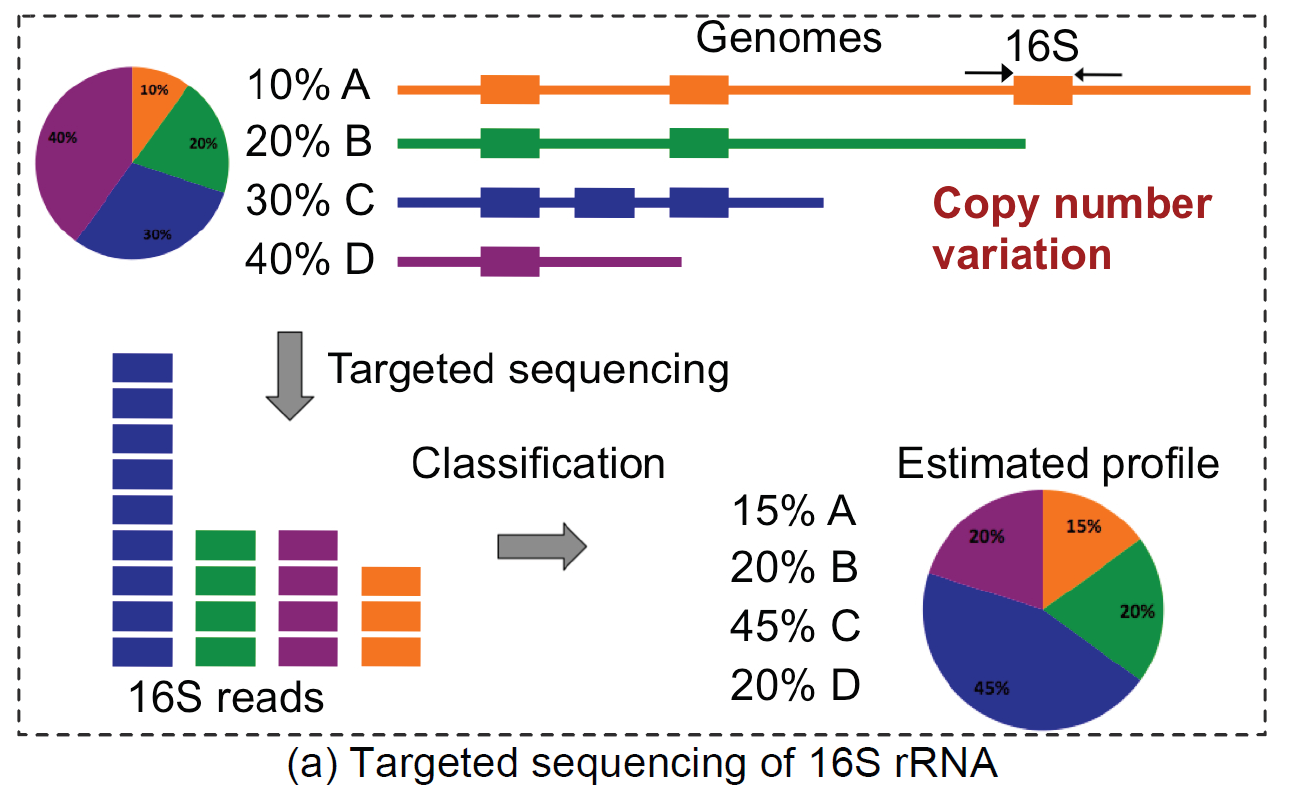 Genomes
16S
10% A
20% B
30% C
40% D
10%
20%
30%
40%
Copy number
variation
Targeted sequencing
Classification
16S reads
Estimated profile
15% A
20% B
45% C
20% D
15%
20%
45%
20%
(a) Targeted sequencing of 16S rRNA